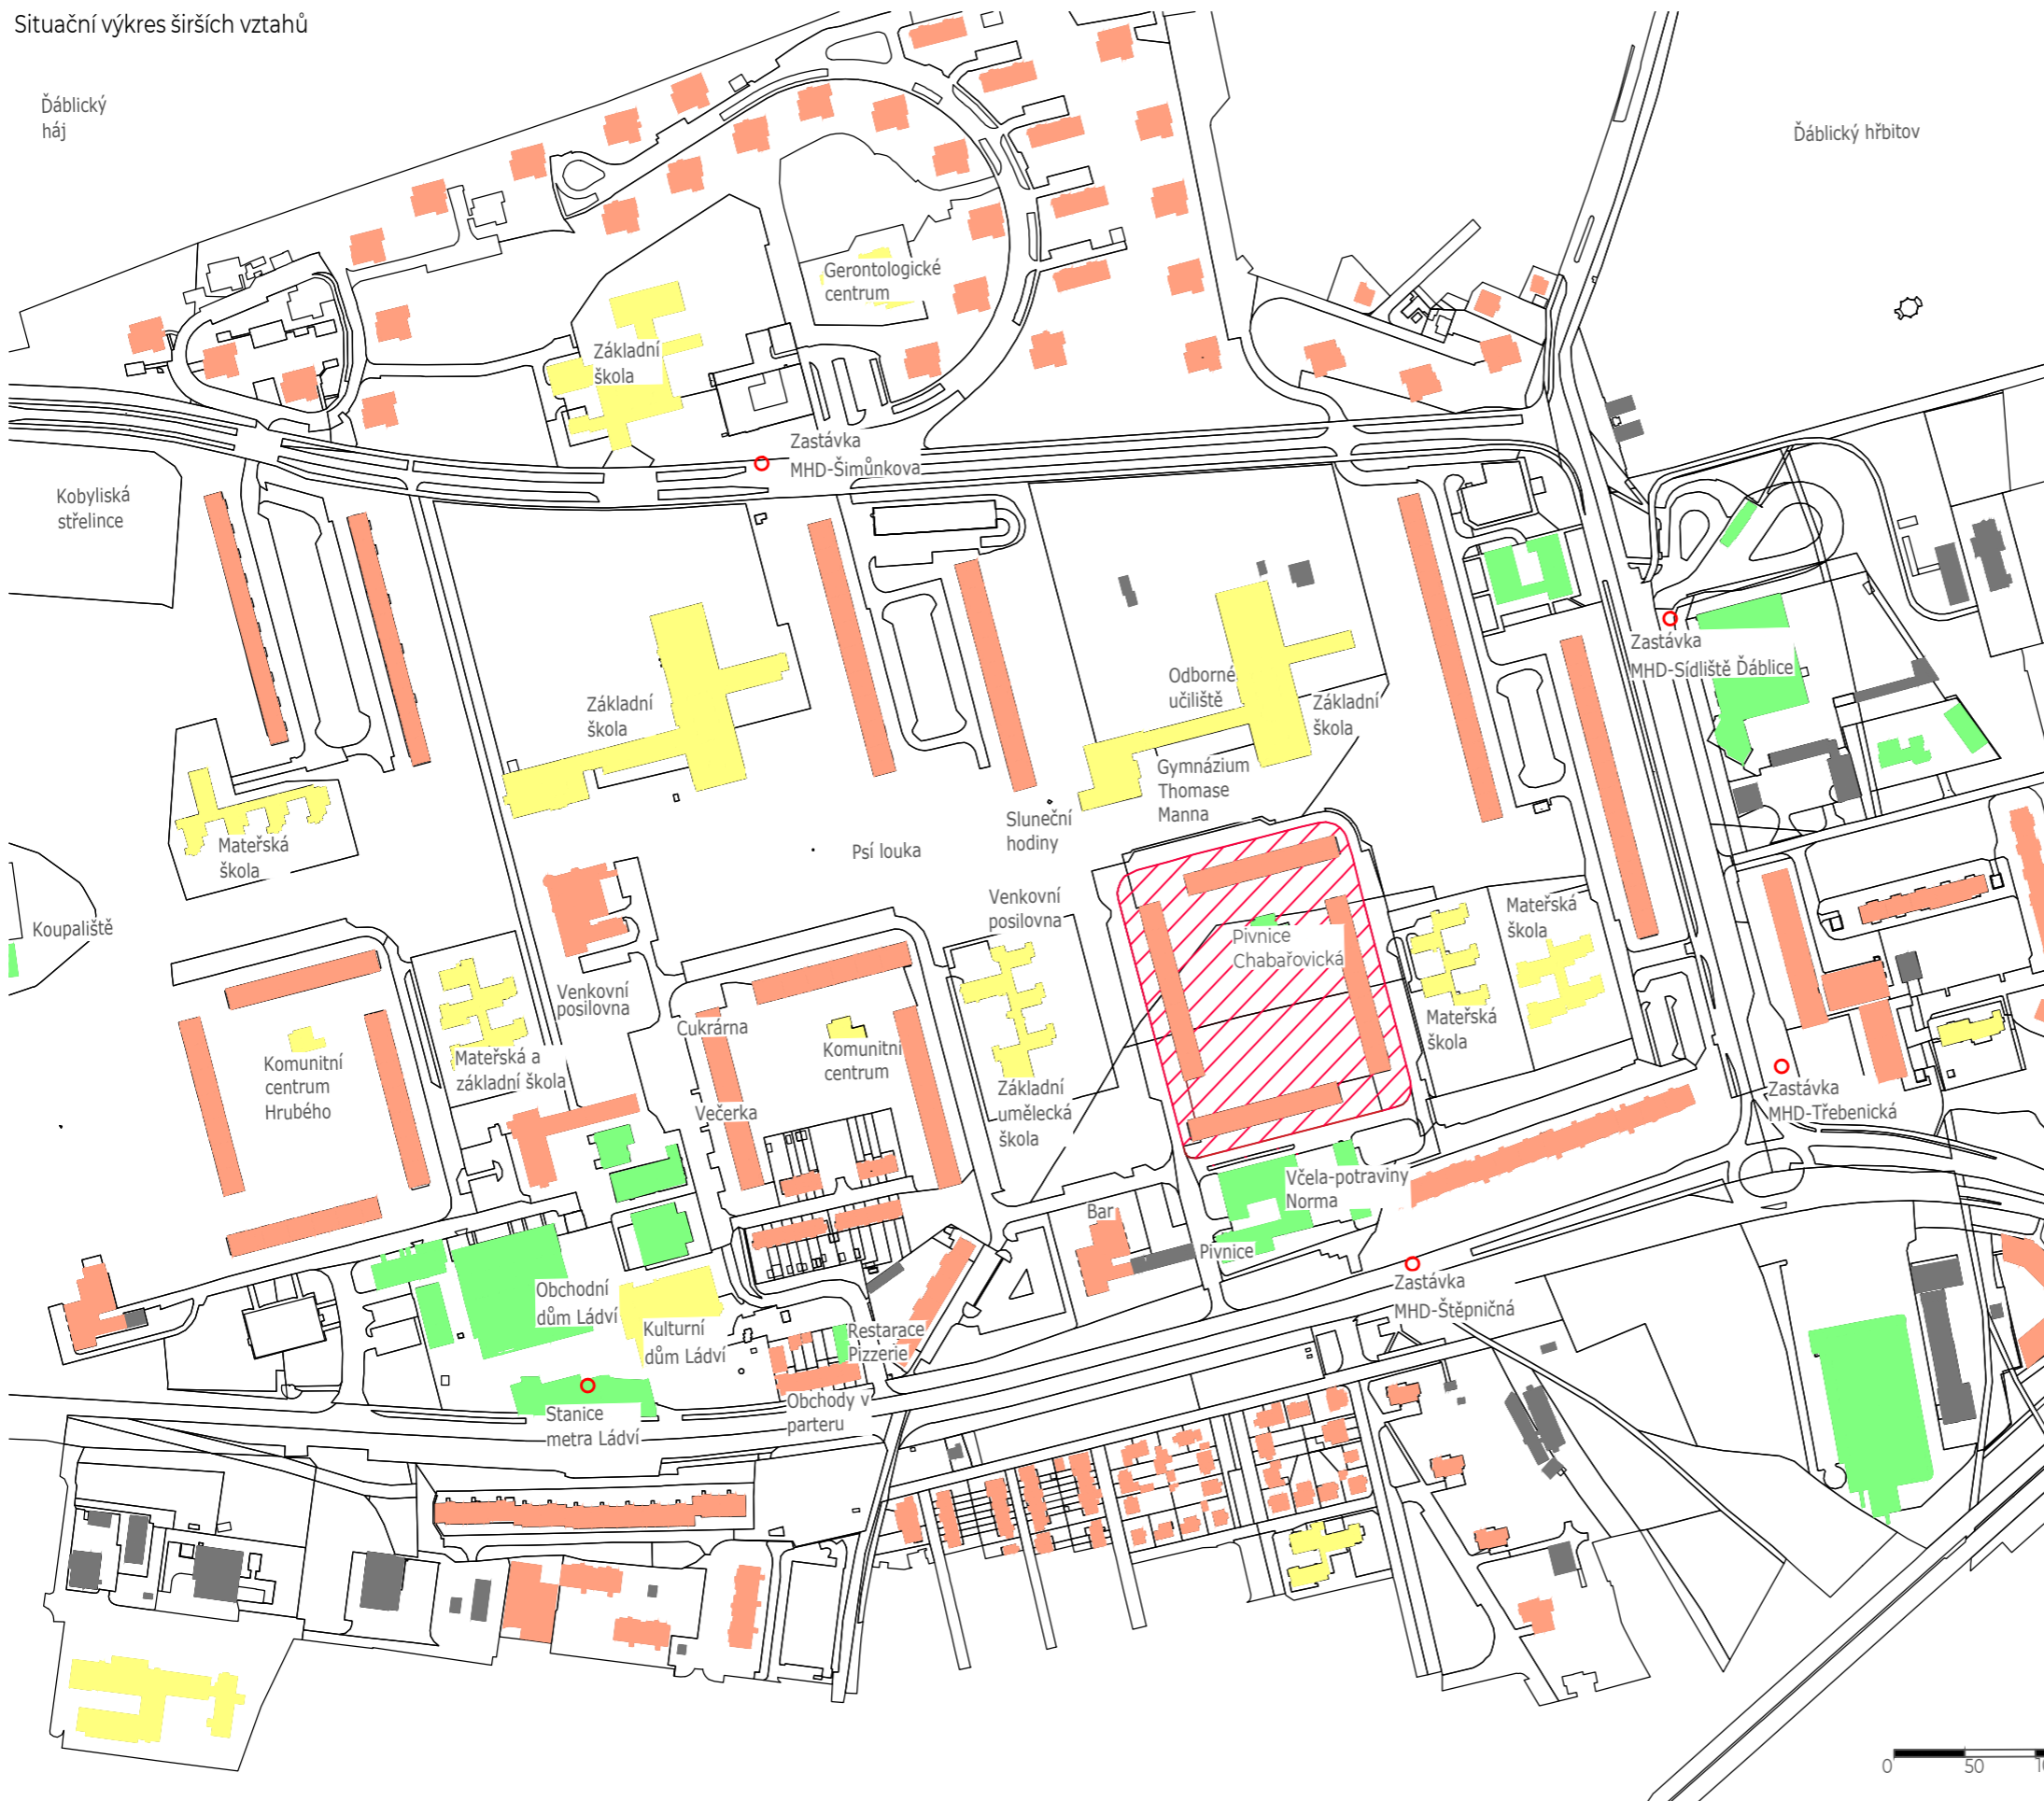 Situační výkres širších vztahů
Ďáblický
háj
Ďáblický hřbitov
Gerontologické
centrum
Základní
škola
Zastávka
MHD-Šimůnkova
Kobyliská
střelince
Zastávka
MHD-Sídliště Ďáblice
Základní
škola
Odborné
učiliště
Základní
škola
Gymnázium
Thomase
Manna
Sluneční
hodiny
Mateřská
škola
Psí louka
Venkovní
posilovna
Mateřská
škola
Koupaliště
Pivnice
Chabařovická
Venkovní
posilovna
Cukrárna
Mateřská
škola
Komunitní
centrum
Hrubého
Mateřská a
základní škola
Komunitní
centrum
Základní
umělecká
škola
Večerka
Zastávka
MHD-Třebenická
Včela-potraviny
Norma
Bar
Pivnice
Zastávka
MHD-Štěpničná
Obchodní
dům Ládví
Kulturní
dům Ládví
Restarace
Pizzerie
Obchody v
parteru
Stanice
metra Ládví
0 50